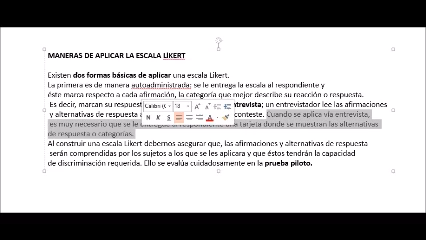 MANERAS DE APLICAR LA ESCALA LIKERT
Existen dos formas básicas de aplicar una escala Likert.
La primera es de manera autoadministrada: se le entrega la escala al respondiente y
éste marca respecto a cada afirmación, la categoría que mejor describe su reacción o respuesta.
Es decir, marcan su respuest entrevista; un entrevistador lee las afirmaciones
y alternativas de respuesta a conteste. Cuando se aplica vía entrevista,
es muy necesario que se le entregue al respondiente una tarjeta donde se muestran las alternativas
de respuesta o categorías.
Al construir una escala Likert debemos asegurar que, las afirmaciones y alternativas de respuesta
serán comprendidas por los sujetos a los que se les aplicara y que éstos tendrán la capacidad
de discriminación requerida. Ello se evalúa cuidadosamente en la prueba piloto.
Calibri (C 18
N K S